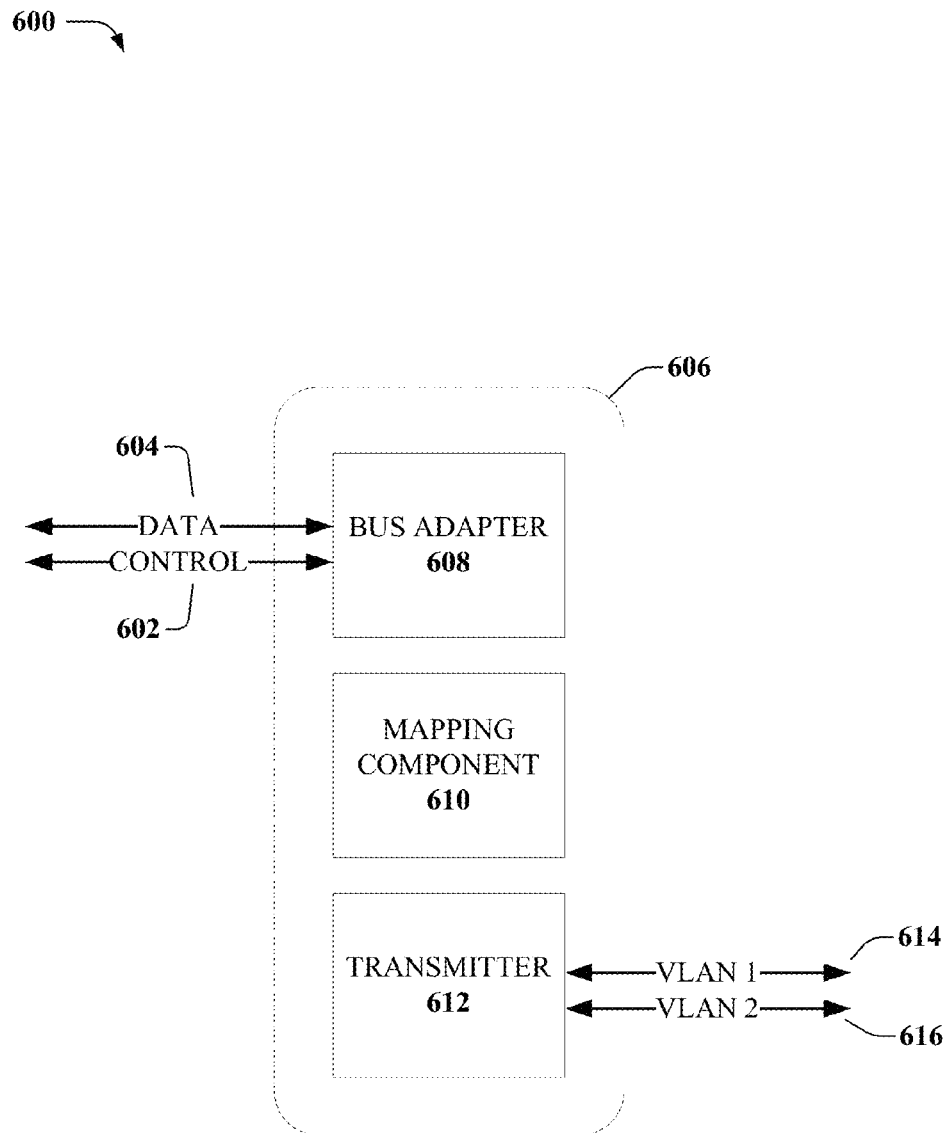 600
606
604
DATA
CONTROL
602
BUS ADAPTER
608
MAPPING
COMPONENT
610
TRANSMITTER
612
614
VLAN 1
VLAN 2
616